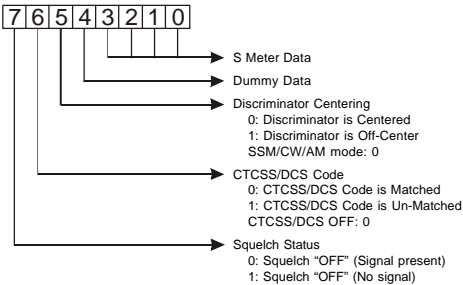 7 6 5 4 3 2 1 0
S Meter Data
Dummy Data
Discriminator Centering
0: Discriminator is Centered
1: Discriminator is Off-Center
SSM/CW/AM mode: 0
CTCSS/DCS Code
0: CTCSS/DCS Code is Matched
1: CTCSS/DCS Code is Un-Matched
CTCSS/DCS OFF: 0
Squelch Status
0: Squelch “OFF” (Signal present)
1: Squelch “OFF” (No signal)